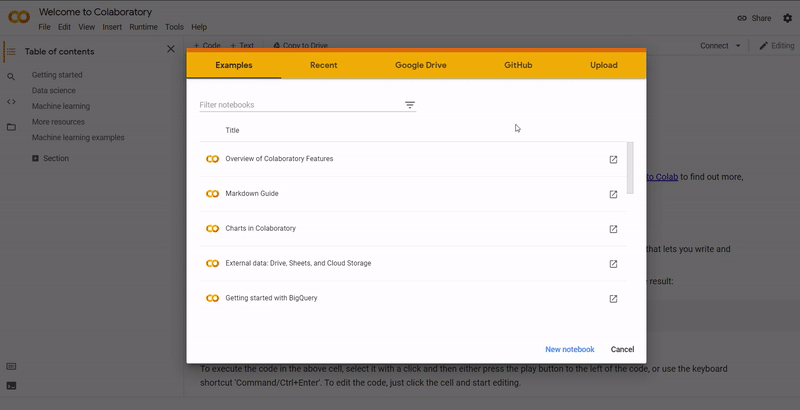 Welcome to Colaboratory
File Edit View Insert Runtime Tools Help
Share
Table of contents
+ Code + Text Copy to Drive
Connect
Editing
Getting started
Data science
Machine learning
More resources
Machine learning examples
Section
Examples Recent Google Drive GitHub Upload
Filter notebooks
Title
Overview of Colaboratory Features
Markdown Guide
Charts in Colaboratory
External data: Drive, Sheets, and Cloud Storage
Getting started with BigQuery
New notebook Cancel
to Colab to find out more,
that lets you write and
result:
To execute the code in the above cell, select it with a click and then either press the play button to the left of the code, or use the keyboard
shortcut 'Command/Ctrl+Enter'. To edit the code, just click the cell and start editing.